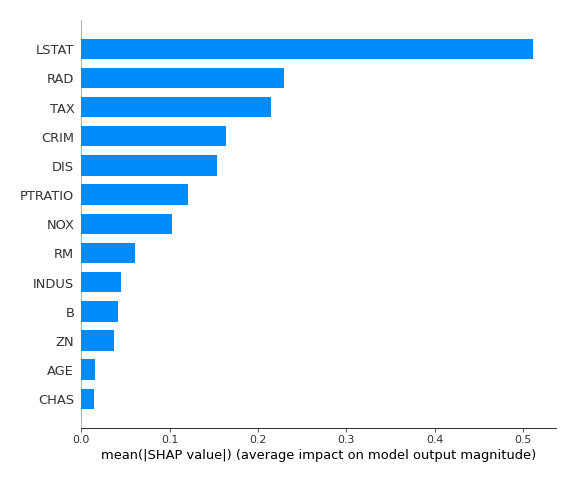 LSTAT
RAD
TAX
CRIM
DIS
PTRATIO
NOX
RM
INDUS
B
ZN
AGE
CHAS
0.0 0.1 0.2 0.3 0.4 0.5
mean(|SHAP value|) (average impact on model output magnitude)